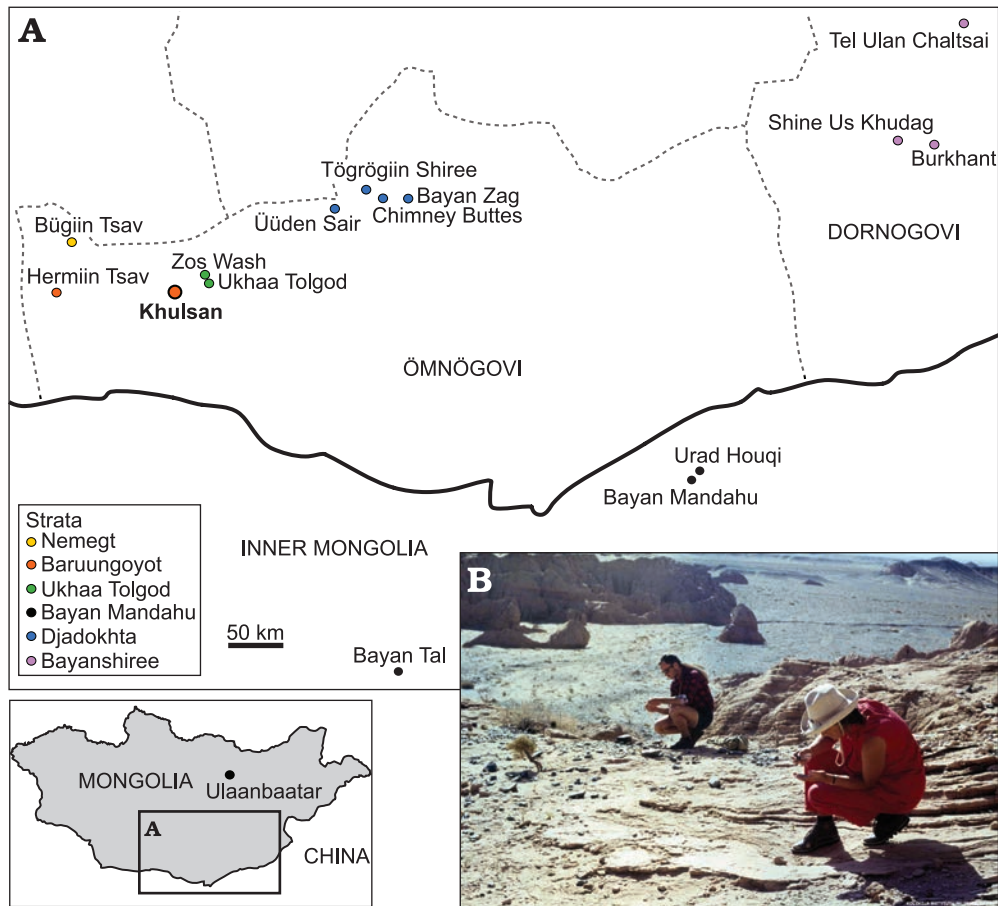 A
Tel Ulan Chaltsai
Shine Us Khudag
Burkhant
Tögrögiin Shiree
Bayan Zag
Chimney Buttes
Üüden Sair
Bügiin Tsav
DORNOGOVI
Zos Wash
Hermiin Tsav
Ukhaa Tolgod
Khulsan
ÖMNÖGOVI
Urad Houqi
Bayan Mandahu
Strata
Nemegt
Baruungoyot
Ukhaa Tolgod
Bayan Mandahu
Djadokhta
Bayanshiree
INNER MONGOLIA
50 km
Bayan Tal
B
MONGOLIA
Ulaanbaatar
A
CHINA